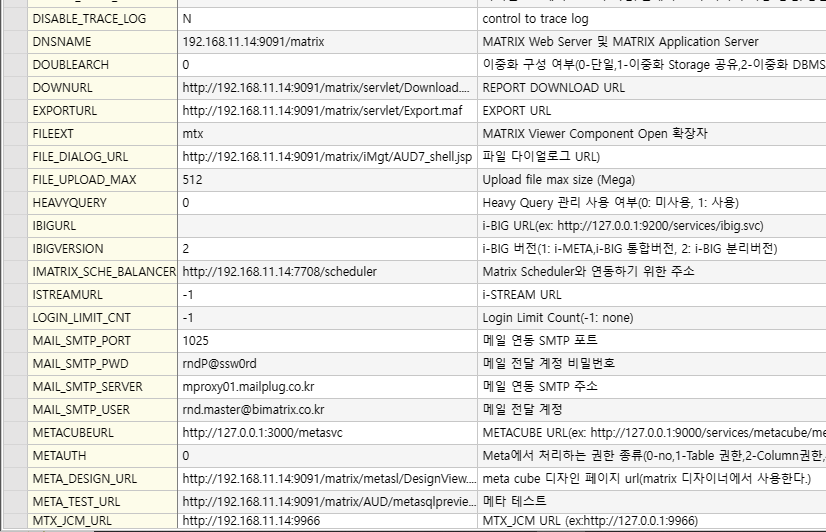 DISABLE_TRACE_LOG N control to trace log
DNSNAME 192.168.11.14:9091/matrix MATRIX Web Server 및 MATRIX Application Server
DOUBLEARCH 0 이중화 구성 여부(0-단일,1-이중화 Storage 공유,2-이중화 DBMS
DOWNURL http://192.168.11.14:9091/matrix/servlet/Download.... REPORT DOWNLOAD URL
EXPORTURL http://192.168.11.14:9091/matrix/servlet/Export.maf EXPORT URL
FILEEXT mtx MATRIX Viewer Component Open 확장자
FILE_DIALOG_URL http://192.168.11.14:9091/matrix/iMgt/AUD7_shell.jsp 파일 다이얼로그 URL)
FILE_UPLOAD_MAX 512 Upload file max size (Mega)
HEAVYQUERY 0 Heavy Query 관리 사용 여부(0: 미사용, 1: 사용)
IBIGURL i-BIG URL(ex: http://127.0.0.1:9200/services/ibig.svc)
IBIGVERSION 2 i-BIG 버전(1: i-META,i-BIG 통합버전, 2: i-BIG 분리버전)
IMATRIX_SCHE_BALANCER http://192.168.11.14:7708/scheduler Matrix Scheduler와 연동하기 위한 주소
ISTREAMURL -1 i-STREAM URL
LOGIN_LIMIT_CNT -1 Login Limit Count(-1: none)
MAIL_SMTP_PORT 1025 메일 연동 SMTP 포트
MAIL_SMTP_PWD rndP@ssw0rd 메일 전달 계정 비밀번호
MAIL_SMTP_SERVER mproxy01.mailplug.co.kr 메일 연동 SMTP 주소
MAIL_SMTP_USER rnd.master@bimatrix.co.kr 메일 전달 계정
METACUBEURL http://127.0.0.1:3000/metasvc METACUBE URL(ex: http://127.0.0.1:9000/services/metacube/me
METAUTH 0 Meta에서 처리하는 권한 종류(0-no,1-Table 권한,2-Column권한,
META_DESIGN_URL http://192.168.11.14:9091/matrix/metasl/DesignView.... meta cube 디자인 페이지 url(matrix 디자이너에서 사용한다.)
META_TEST_URL http://192.168.11.14:9091/matrix/AUD/metasqlprevie... 메타 테스트
MTX_JCM_URL http://192.168.11.14:9966 MTX_JCM URL (ex:http://127.0.0.1:9966)